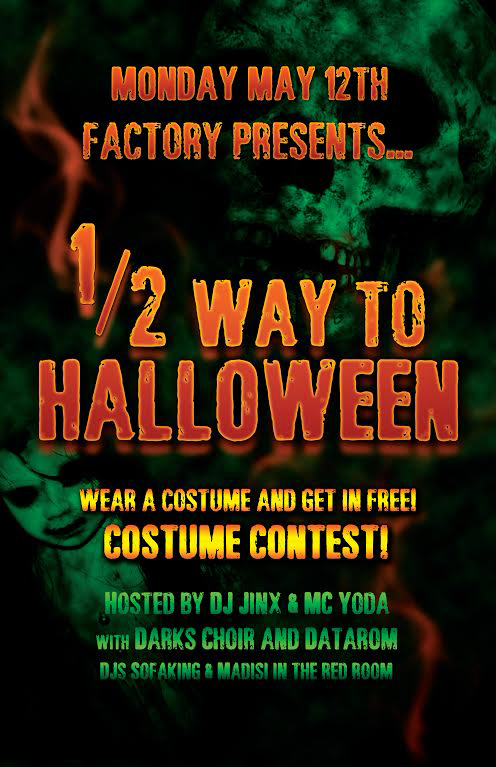 MONDAY MAY 12TH
FACTORY PRESENTS...
1/2 WAY TO
HALLOWEEN
WEAR A COSTUME AND GET IN FREE!
COSTUME CONTEST!
HOSTED BY DJ JINX & MC YODA
WITH DARKS CHOIR AND DATAROM
DJS SOFAKING & MADISI IN THE RED ROOM